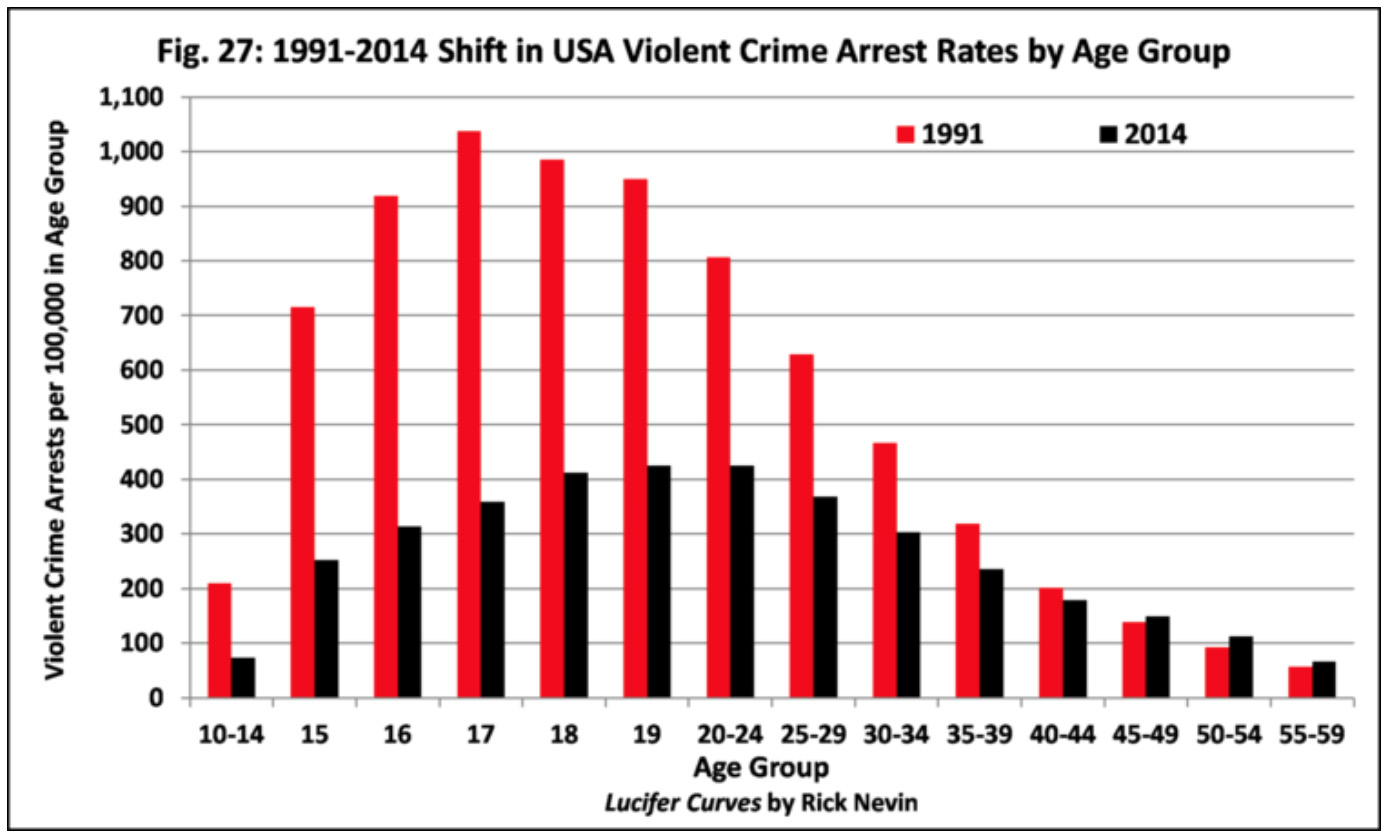 Fig. 27: 1991-2014 Shift in USA Violent Crime Arrest Rates by Age Group
Violent Crime Arrests per 100,000 in Age Group
1,100
1,000
900
800
700
600
500
400
300
200
100
0
1991 2014
10-14 15 16 17 18 19 20-24 25-29 30-34 35-39 40-44 45-49 50-54 55-59
Age Group
Lucifer Curves by Rick Nevin